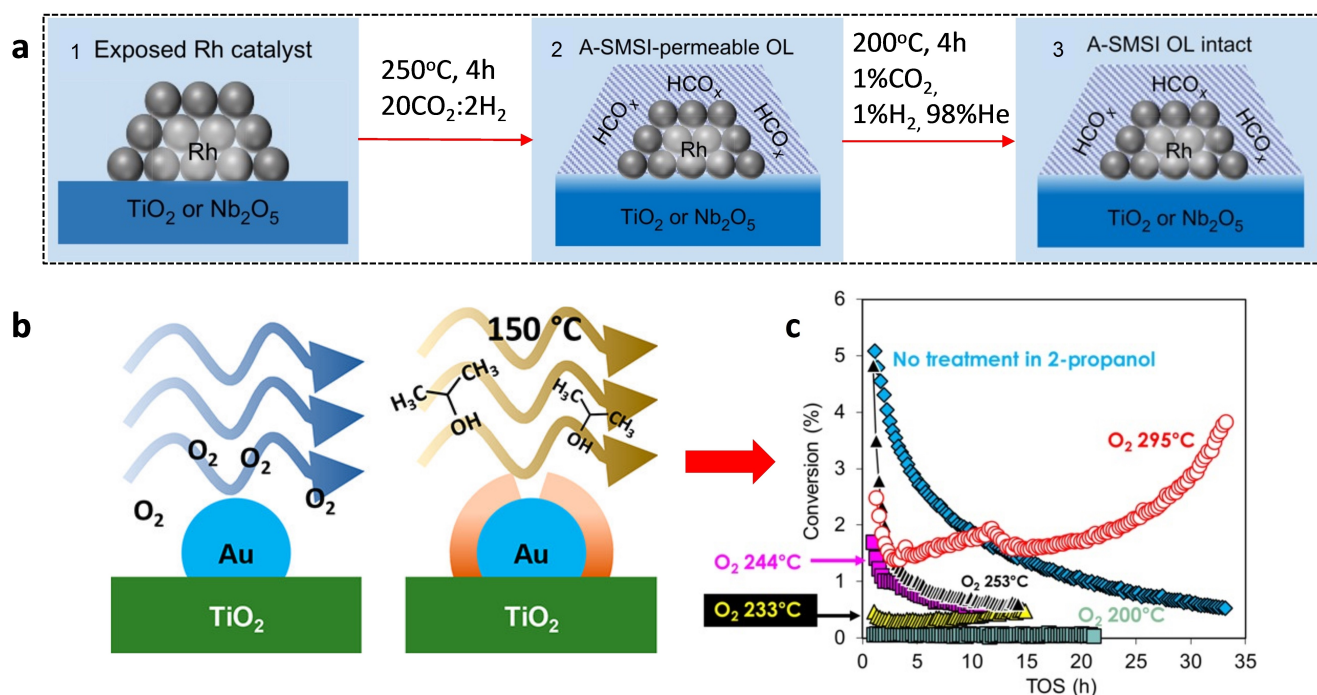 a
1 Exposed Rh catalyst
Rh
TiO₂ or Nb₂O₅
250°C, 4h
20CO₂:2H₂
2 A-SMSI-permeable OL
HCOₓ
HCOₓ
HCOₓ
Rh
TiO₂ or Nb₂O₅
200°C, 4h
1%CO₂,
1%H₂, 98%He
3 A-SMSI OL intact
HCOₓ
HCOₓ
HCOₓ
Rh
TiO₂ or Nb₂O₅
b
O₂
O₂
O₂
O₂
Au
TiO₂
150 °C
H₃C
CH₃
OH
H₃C
CH₃
OH
Au
TiO₂
c
Conversion (%)
6
5
4
3
2
1
0
No treatment in 2-propanol
O₂ 295°C
O₂ 244°C
O₂ 253°C
O₂ 233°C
O₂ 200°C
0 5 10 15 20 25 30 35
TOS (h)